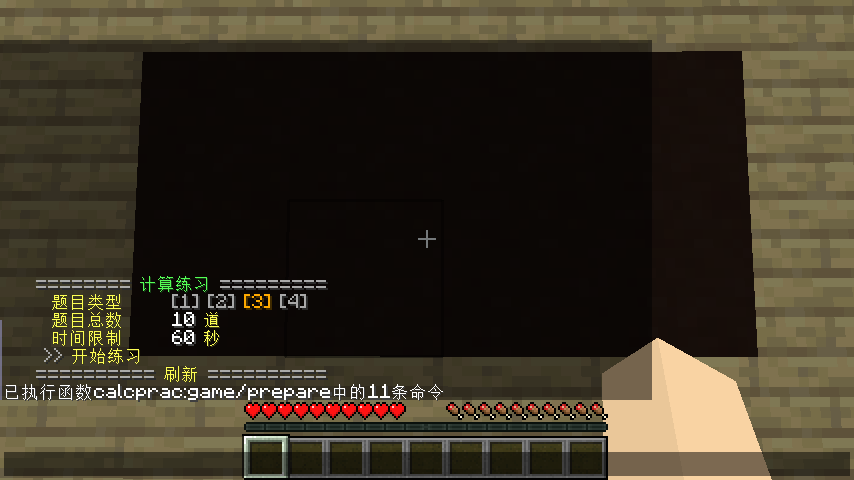 ======== 计算练习 =========
题目类型 [1] [2] [3] [4]
题目总数 10 道
时间限制 60 秒
>> 开始练习
========== 刷新 ==========
已执行函数calcprac:game/prepare中的11条命令